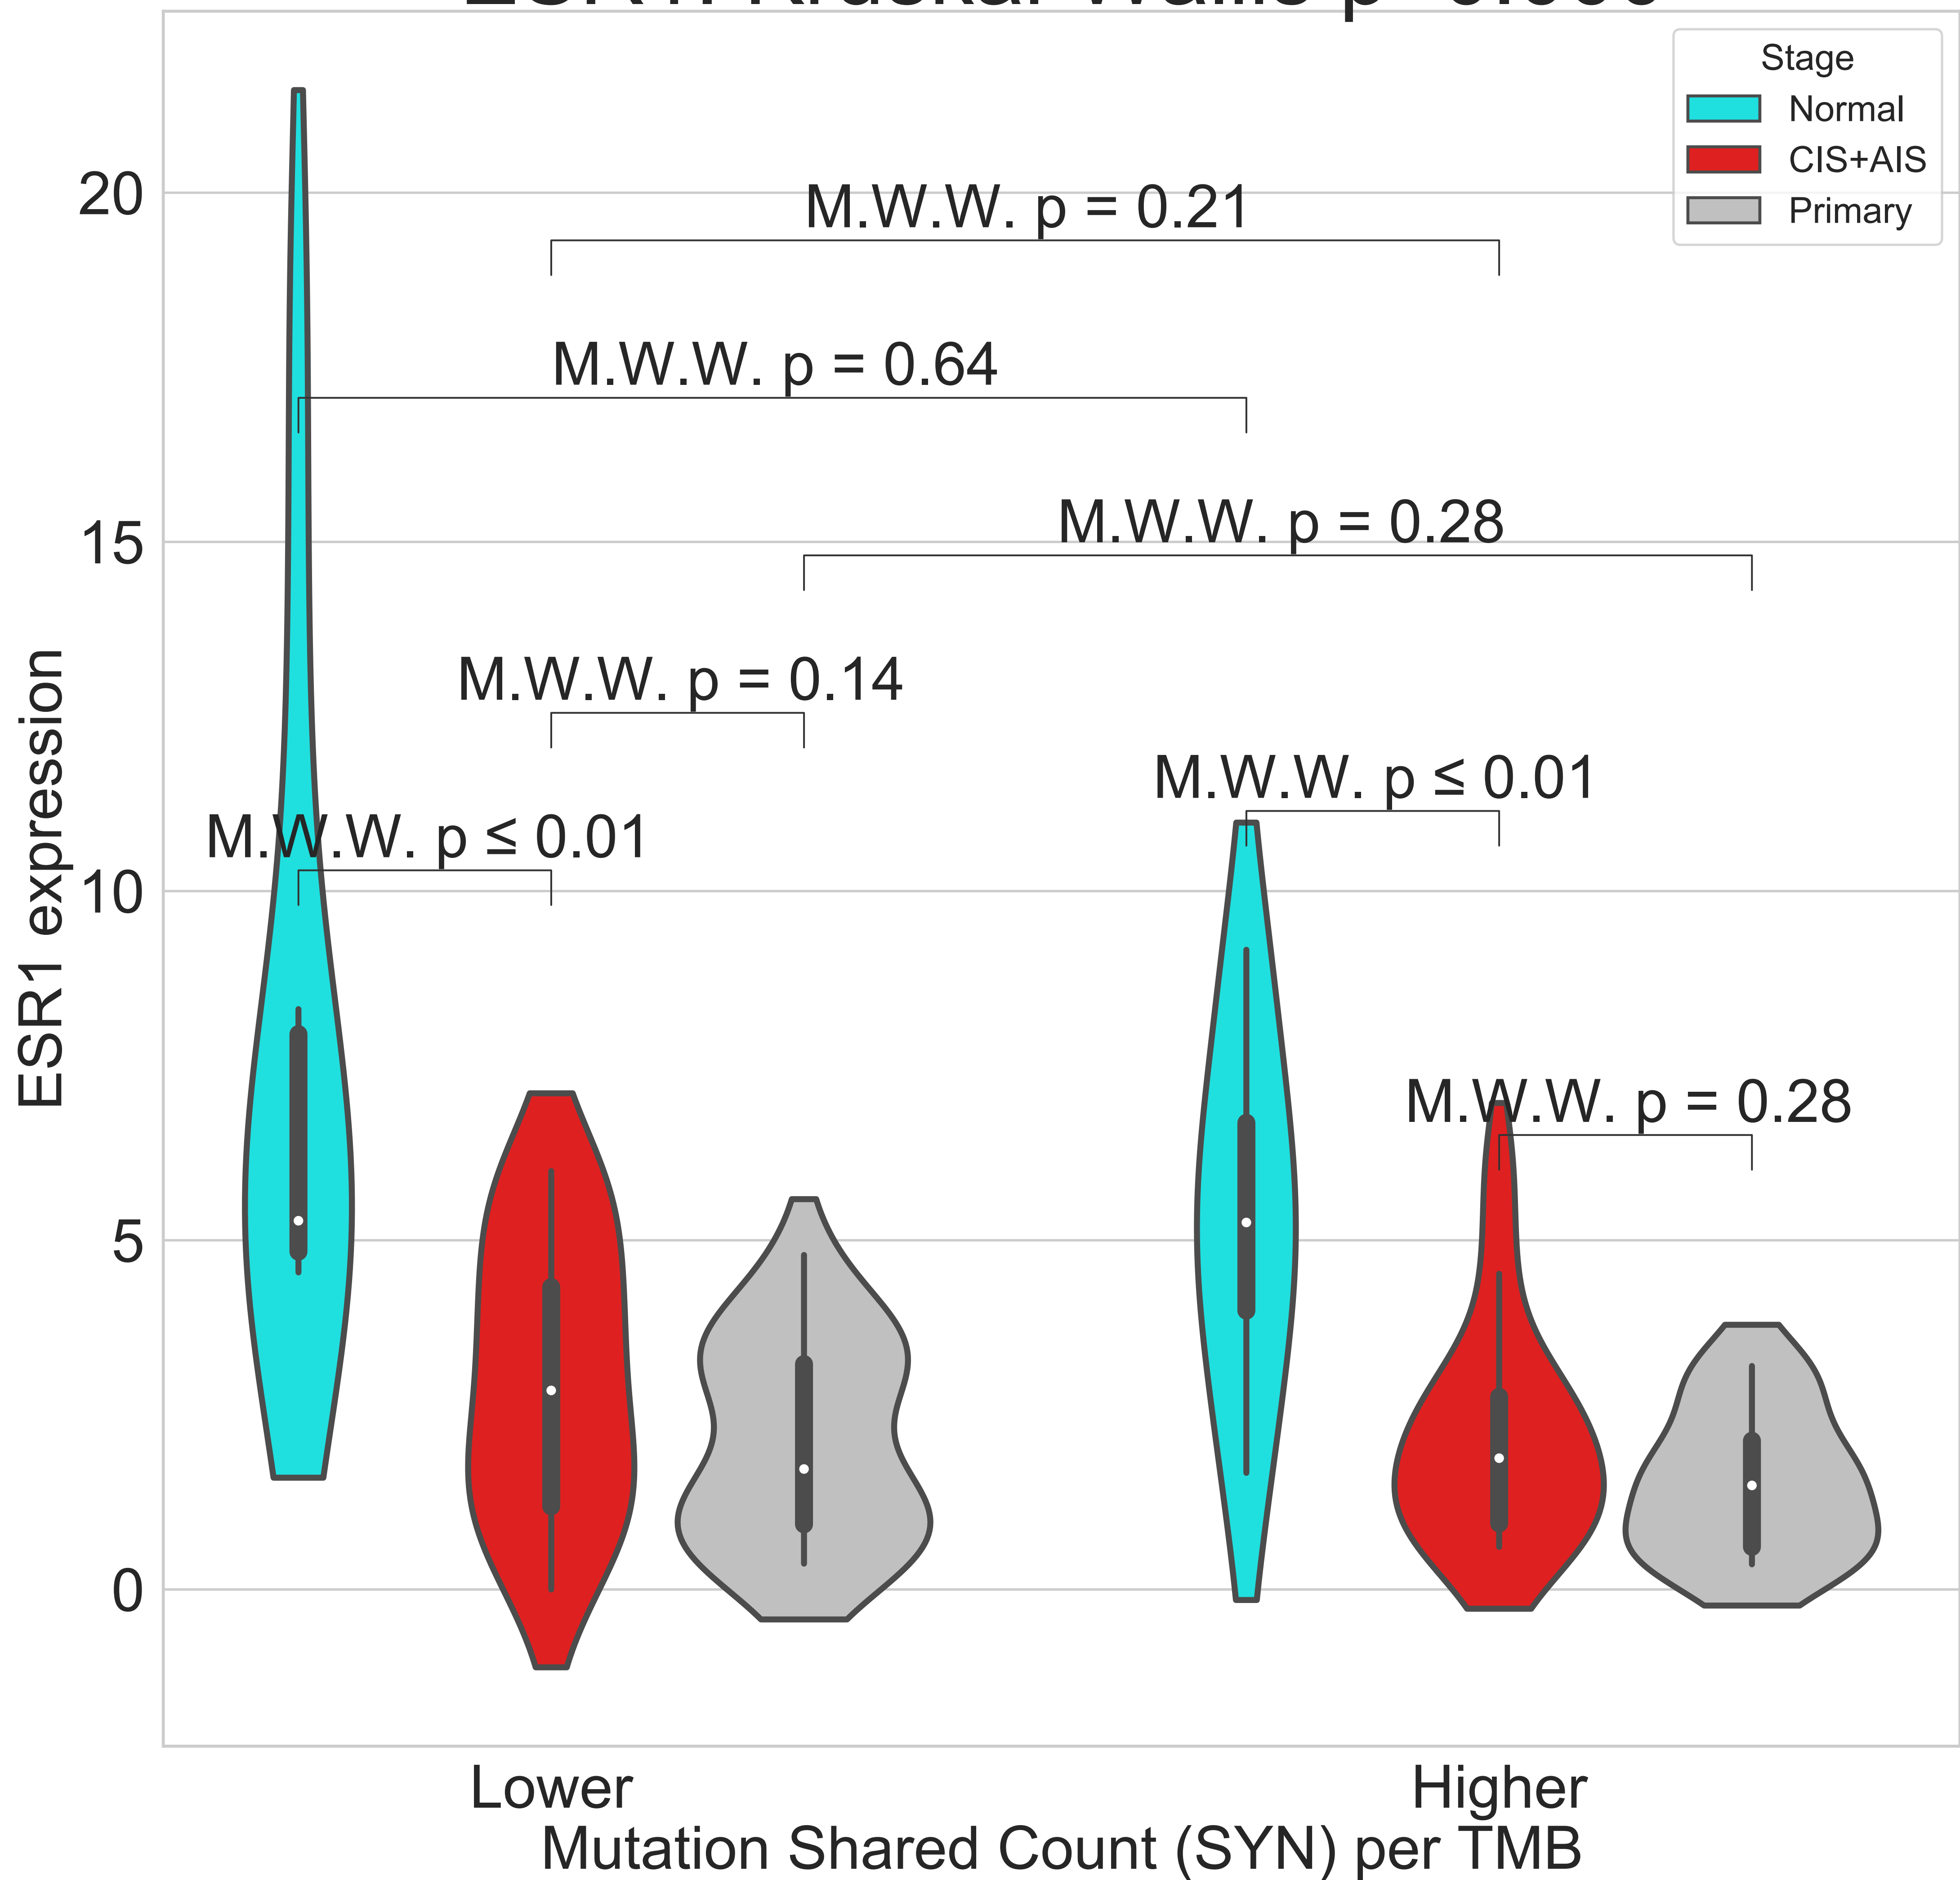 Stage
Normal
CIS+AIS
Primary
20
15
10
5
0
ESR1 expression
M.W.W. p = 0.21
M.W.W. p = 0.64
M.W.W. p = 0.28
M.W.W. p = 0.14
M.W.W. p ≤ 0.01
M.W.W. p ≤ 0.01
M.W.W. p = 0.28
Lower
Higher
Mutation Shared Count (SYN) per TMB